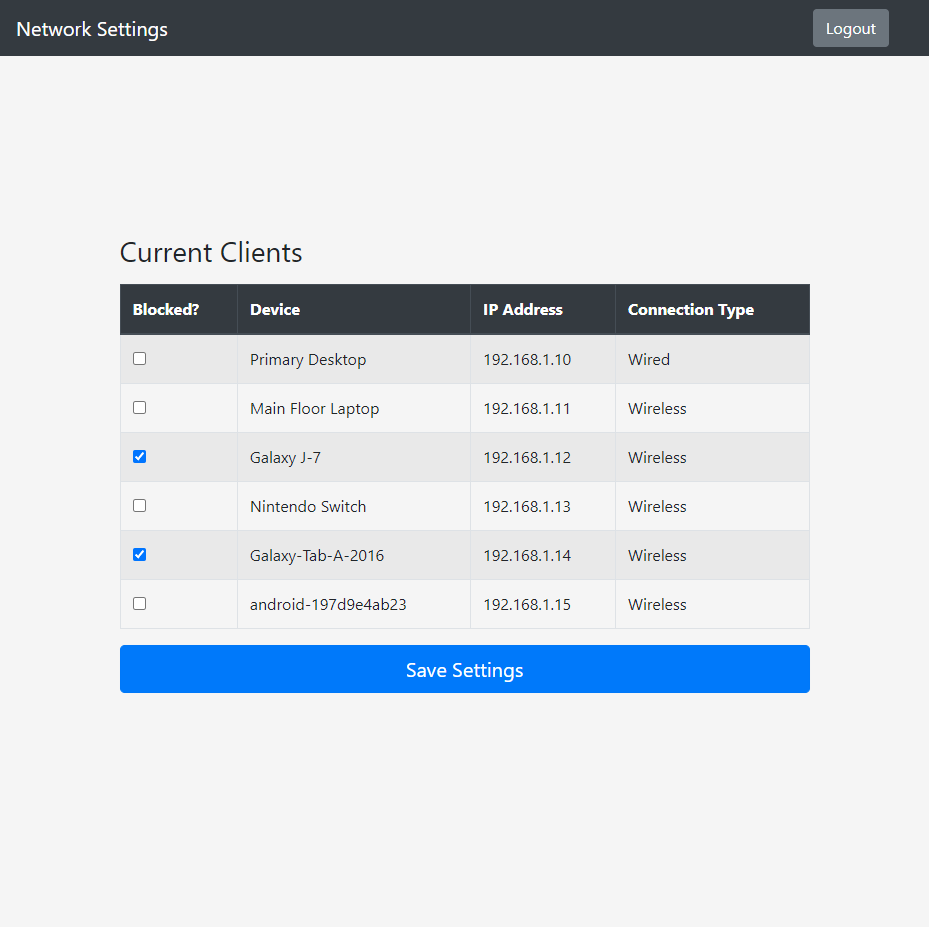 Network Settings Logout
Current Clients
Blocked? Device IP Address Connection Type
Primary Desktop 192.168.1.10 Wired
Main Floor Laptop 192.168.1.11 Wireless
Galaxy J-7 192.168.1.12 Wireless
Nintendo Switch 192.168.1.13 Wireless
Galaxy-Tab-A-2016 192.168.1.14 Wireless
android-197d9e4ab23 192.168.1.15 Wireless
Save Settings